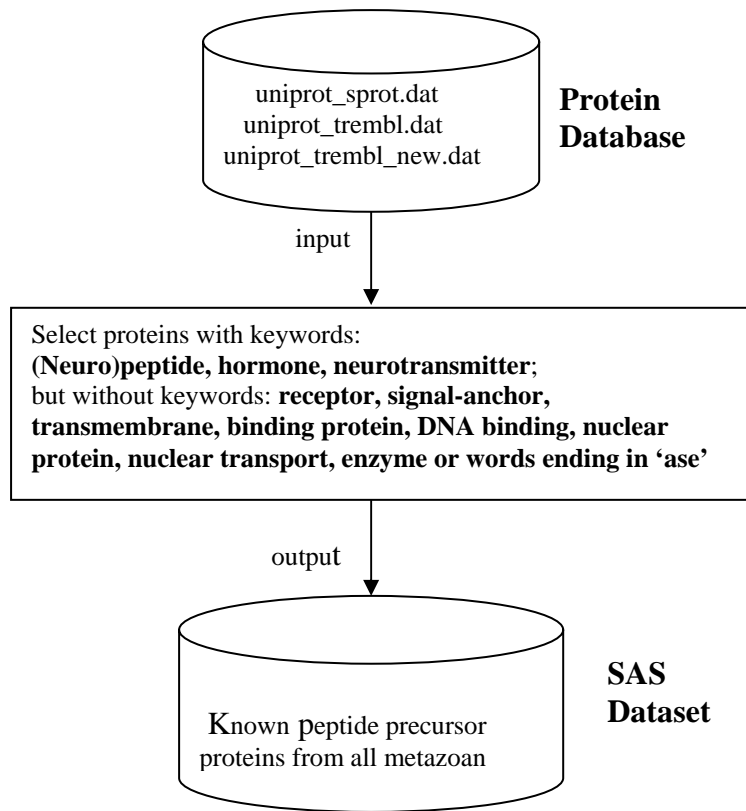 uniprot_sprot.dat
uniprot_trembl.dat
uniprot_trembl_new.dat
Protein
Database
input
Select proteins with keywords:
(Neuro)peptide, hormone, neurotransmitter;
but without keywords: receptor, signal-anchor,
transmembrane, binding protein, DNA binding, nuclear
protein, nuclear transport, enzyme or words ending in ‘ase’
output
Known peptide precursor
proteins from all metazoan
SAS
Dataset